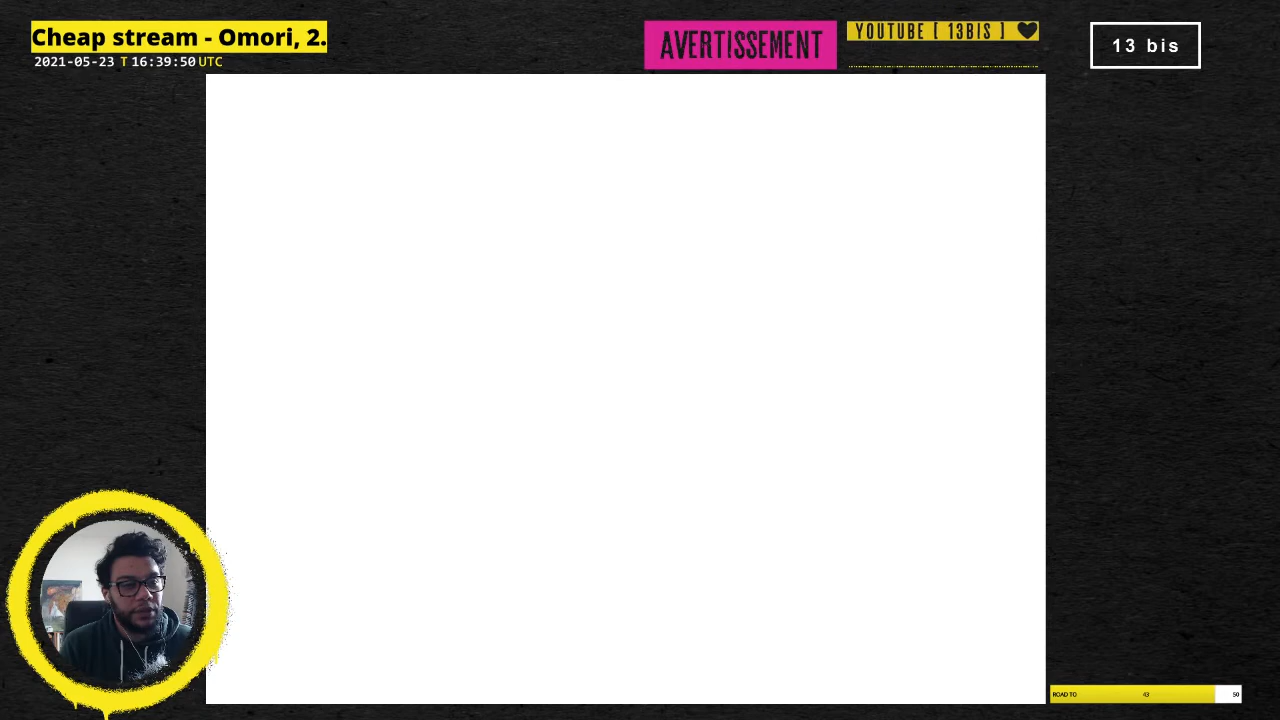 Cheap stream - Omori, 2.
2021-05-23 T 16:39:50 UTC
AVERTISSEMENT
YOUTUBE [ 13BIS ]
13 bis
ROAD TO 43 50